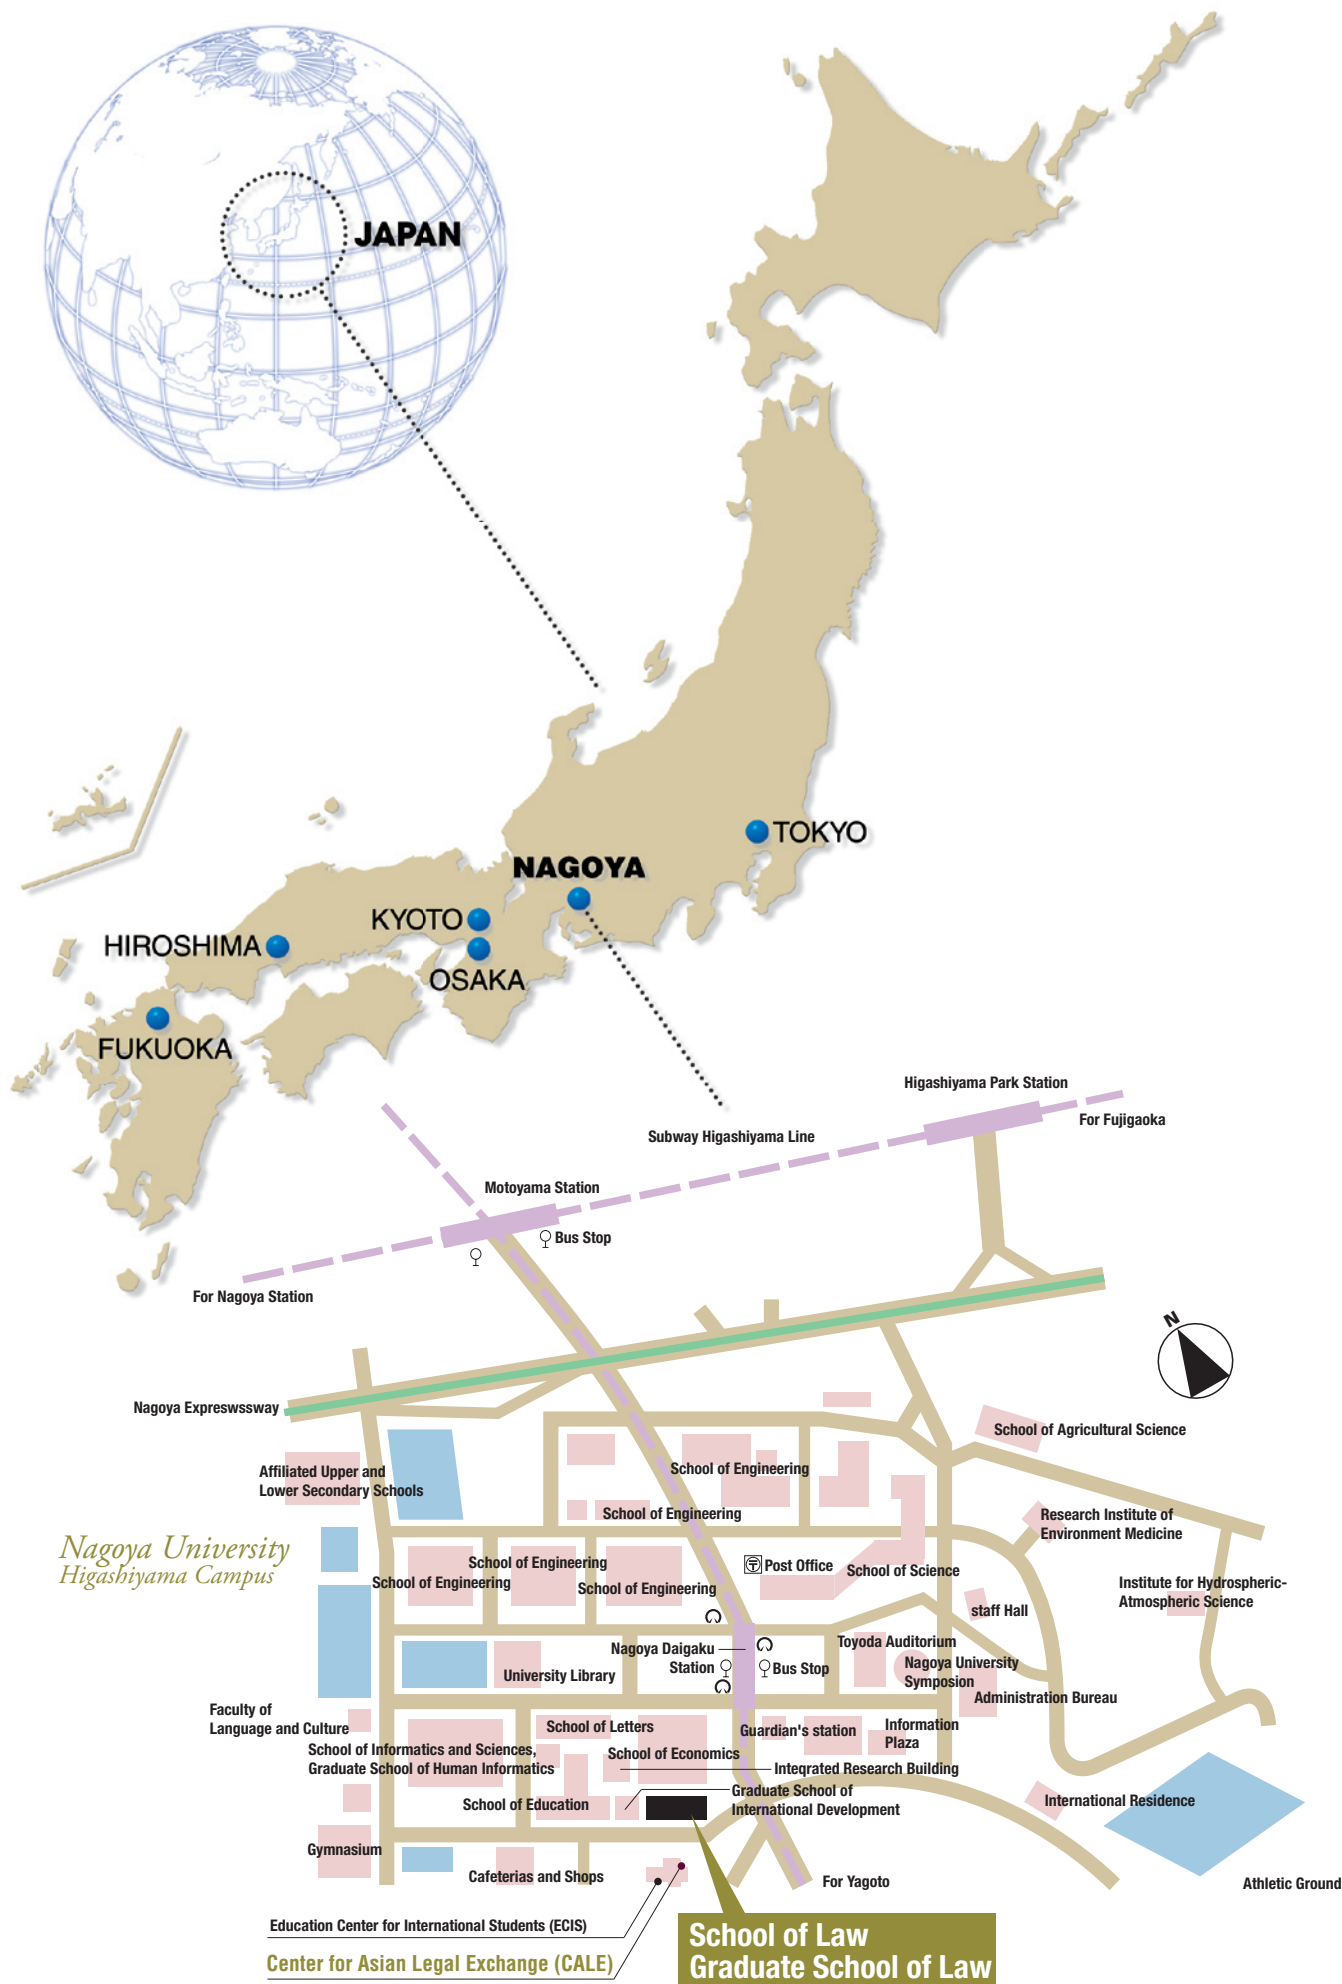 JAPAN
TOKYO
NAGOYA
KYOTO
HIROSHIMA
OSAKA
FUKUOKA
Higashiyama Park Station
For Fujigaoka
Subway Higashiyama Line
Motoyama Station
Bus Stop
For Nagoya Station
N
Nagoya Expreswssway
School of Agricultural Science
Affiliated Upper and
Lower Secondary Schools
School of Engineering
School of Engineering
Research Institute of
Environment Medicine
Nagoya University
Higashiyama Campus
School of Engineering
School of Engineering
School of Engineering
Post Office
School of Science
Institute for Hydrospheric-
Atmospheric Science
staff Hall
Nagoya Daigaku
Station
Bus Stop
Toyoda Auditorium
Nagoya University
Symposion
University Library
Administration Bureau
Faculty of
Language and Culture
School of Letters
Guardian's station
Information
Plaza
School of Informatics and Sciences,
Graduate School of Human Informatics
School of Economics
Inteqrated Research Building
Graduate School of
International Development
School of Education
International Residence
Gymnasium
Cafeterias and Shops
For Yagoto
Athletic Ground
Education Center for International Students (ECIS)
Center for Asian Legal Exchange (CALE)
School of Law
Graduate School of Law